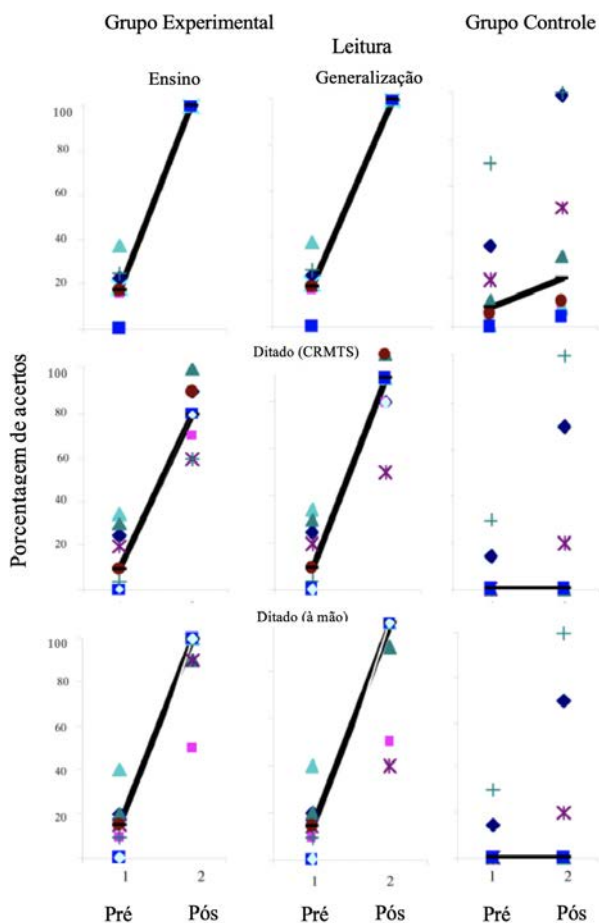 Grupo Experimental
Grupo Controle
Leitura
Ensino
Generalização
100
80
60
40
20
Ditado (CRMTS)
100
80
60
40
20
Ditado (à mão)
100
80
60
40
20
Porcentagem de acertos
1 2 1 2 1 2
Pré Pós Pré Pós Pré Pós